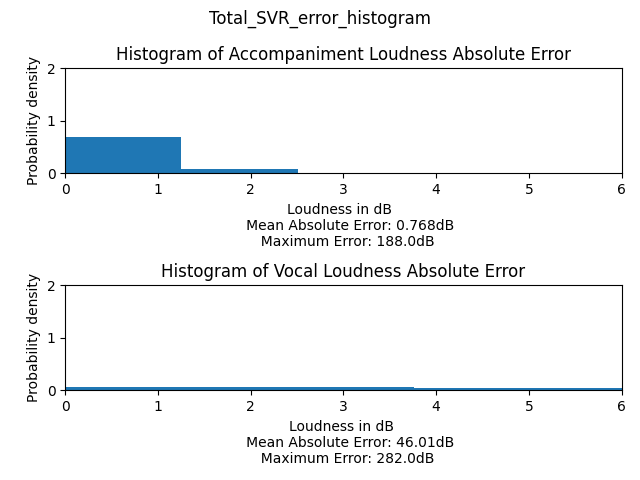 Total_SVR_error_histogram
Histogram of Accompaniment Loudness Absolute Error
Probability density
2
1
0
0 1 2 3 4 5 6
Loudness in dB
Mean Absolute Error: 0.768dB
Maximum Error: 188.0dB
Histogram of Vocal Loudness Absolute Error
Probability density
2
1
0
0 1 2 3 4 5 6
Loudness in dB
Mean Absolute Error: 46.01dB
Maximum Error: 282.0dB